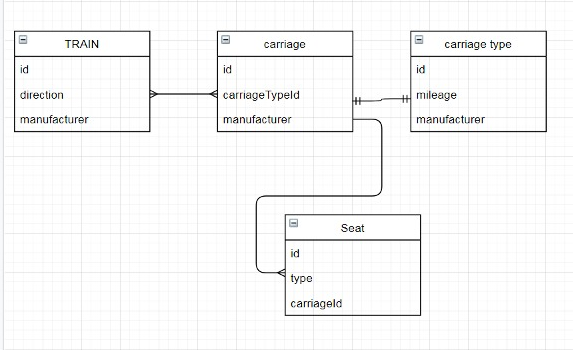 TRAIN
id
direction
manufacturer
carriage
id
carriageTypeId
manufacturer
carriage type
id
mileage
manufacturer
Seat
id
type
carriageId